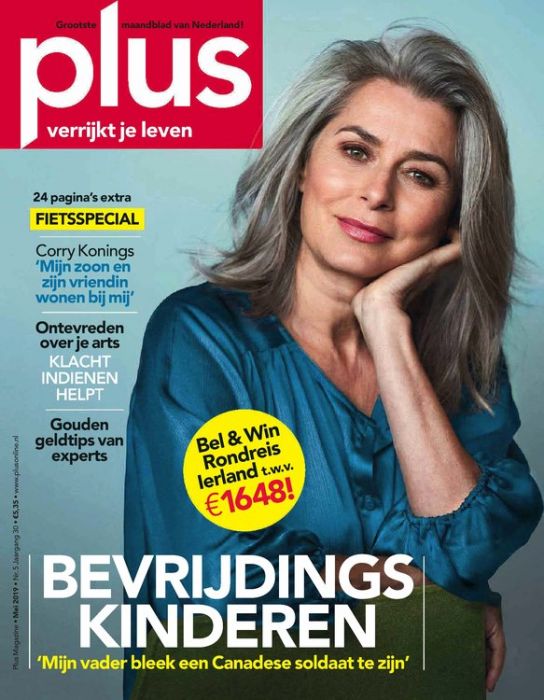 Grootste maandblad van Nederland!
plus
verrijkt je leven
24 pagina's extra
FIETSSPECIAL
Corry Konings
'Mijn zoon en
zijn vriendin
wonen bij mij'
Ontevreden
over je arts
KLACHT
INDIENEN
HELPT
Gouden
geldtips van
experts
Bel & Win
Rondreis
Ierland t.w.v.
€1648!
Plus Magazine • Mei 2019 • Nr. 5 Jaargang 30 • €5,35 • www.plusonline.nl
BEVRIJDINGS
KINDEREN
'Mijn vader bleek een Canadese soldaat te zijn'